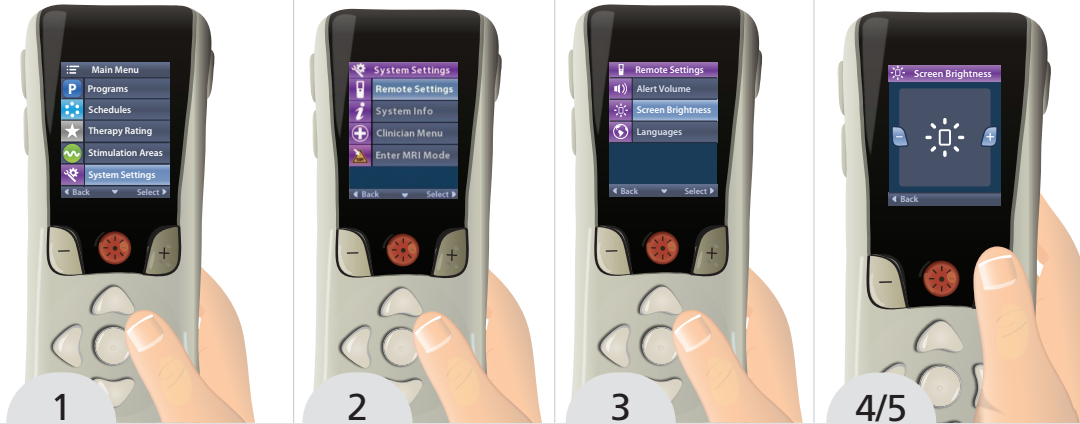 Main Menu
P Programs
Schedules
Therapy Rating
Stimulation Areas
System Settings
Back Select
− +
1
System Settings
Remote Settings
i System Info
Clinician Menu
Enter MRI Mode
Back Select
− +
2
Remote Settings
Alert Volume
Screen Brightness
Languages
Back Select
− +
3
Screen Brightness
− +
Back
−
4/5